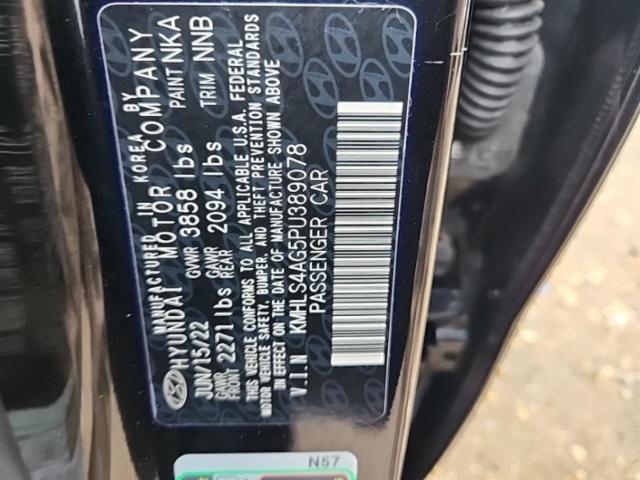 MANUFACTURED IN KOREA BY
HYUNDAI MOTOR COMPANY
JUN/15/22 GVWR 3858 lbs PAINT NKA
GAWR FRONT 2271 lbs GAWR REAR 2094 lbs TRIM NNB
THIS VEHICLE CONFORMS TO ALL APPLICABLE U.S.A. FEDERAL
MOTOR VEHICLE SAFETY, BUMPER, AND THEFT PREVENTION STANDARDS
IN EFFECT ON THE DATE OF MANUFACTURE SHOWN ABOVE
V.I.N KMHLS4AG5PU389078
PASSENGER CAR
N57